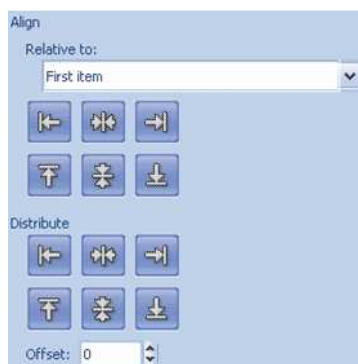 Align
Relative to:
First item
Distribute
Offset: 0